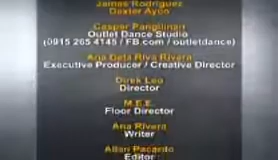 James Rodriguez
Dexter Ayco
Casper Pangilinan
Outlet Dance Studio
(0915 265 4145 / FB.com / outletdance)
Ana Dela Riva Rivera
Executive Producer / Creative Director
Direk Leo
Director
M.E.E.
Floor Director
Ana Rivera
Writer
Allan Pacardo
Editor